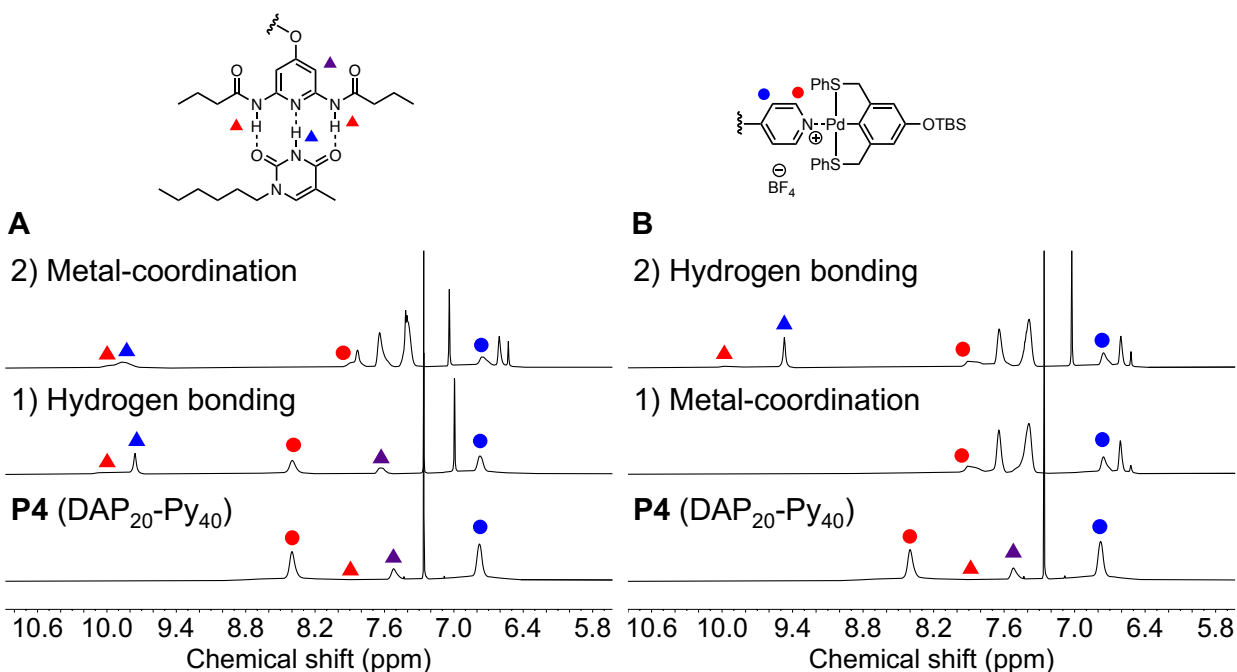 O
O
O
N
N
N
H
H
H
O
N
O
N
PhS
N
Pd
OTBS
⊕
PhS
⊖
BF4
A
B
2) Metal-coordination
2) Hydrogen bonding
1) Hydrogen bonding
1) Metal-coordination
P4 (DAP20-Py40)
P4 (DAP20-Py40)
10.6 10.0 9.4 8.8 8.2 7.6 7.0 6.4 5.8
10.6 10.0 9.4 8.8 8.2 7.6 7.0 6.4 5.8
Chemical shift (ppm)
Chemical shift (ppm)